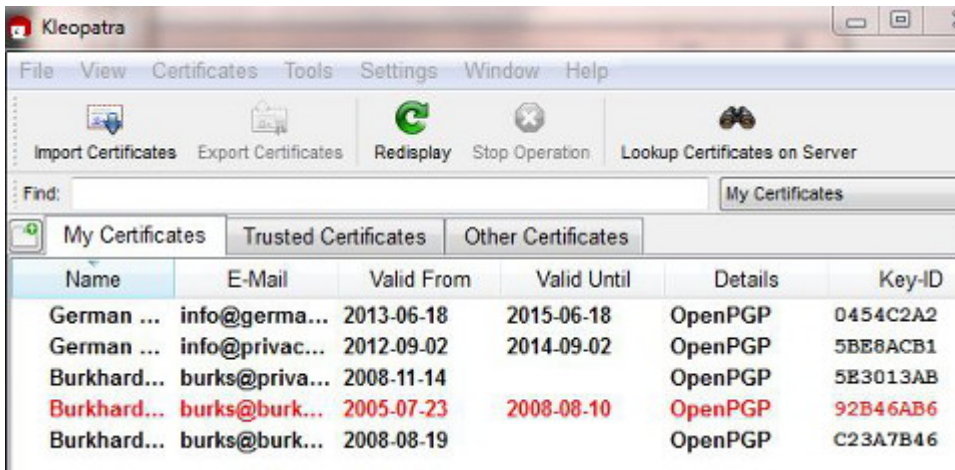 Kleopatra
File View Certificates Tools Settings Window Help
Import Certificates Export Certificates Redisplay Stop Operation Lookup Certificates on Server
Find: My Certificates
My Certificates Trusted Certificates Other Certificates
Name E-Mail Valid From Valid Until Details Key-ID
German ... info@germa... 2013-06-18 2015-06-18 OpenPGP 0454C2A2
German ... info@privac... 2012-09-02 2014-09-02 OpenPGP 5BE8ACB1
Burkhard... burks@priva... 2008-11-14 OpenPGP 5E3013AB
Burkhard... burks@burk... 2005-07-23 2008-08-10 OpenPGP 92B46AB6
Burkhard... burks@burk... 2008-08-19 OpenPGP C23A7B46